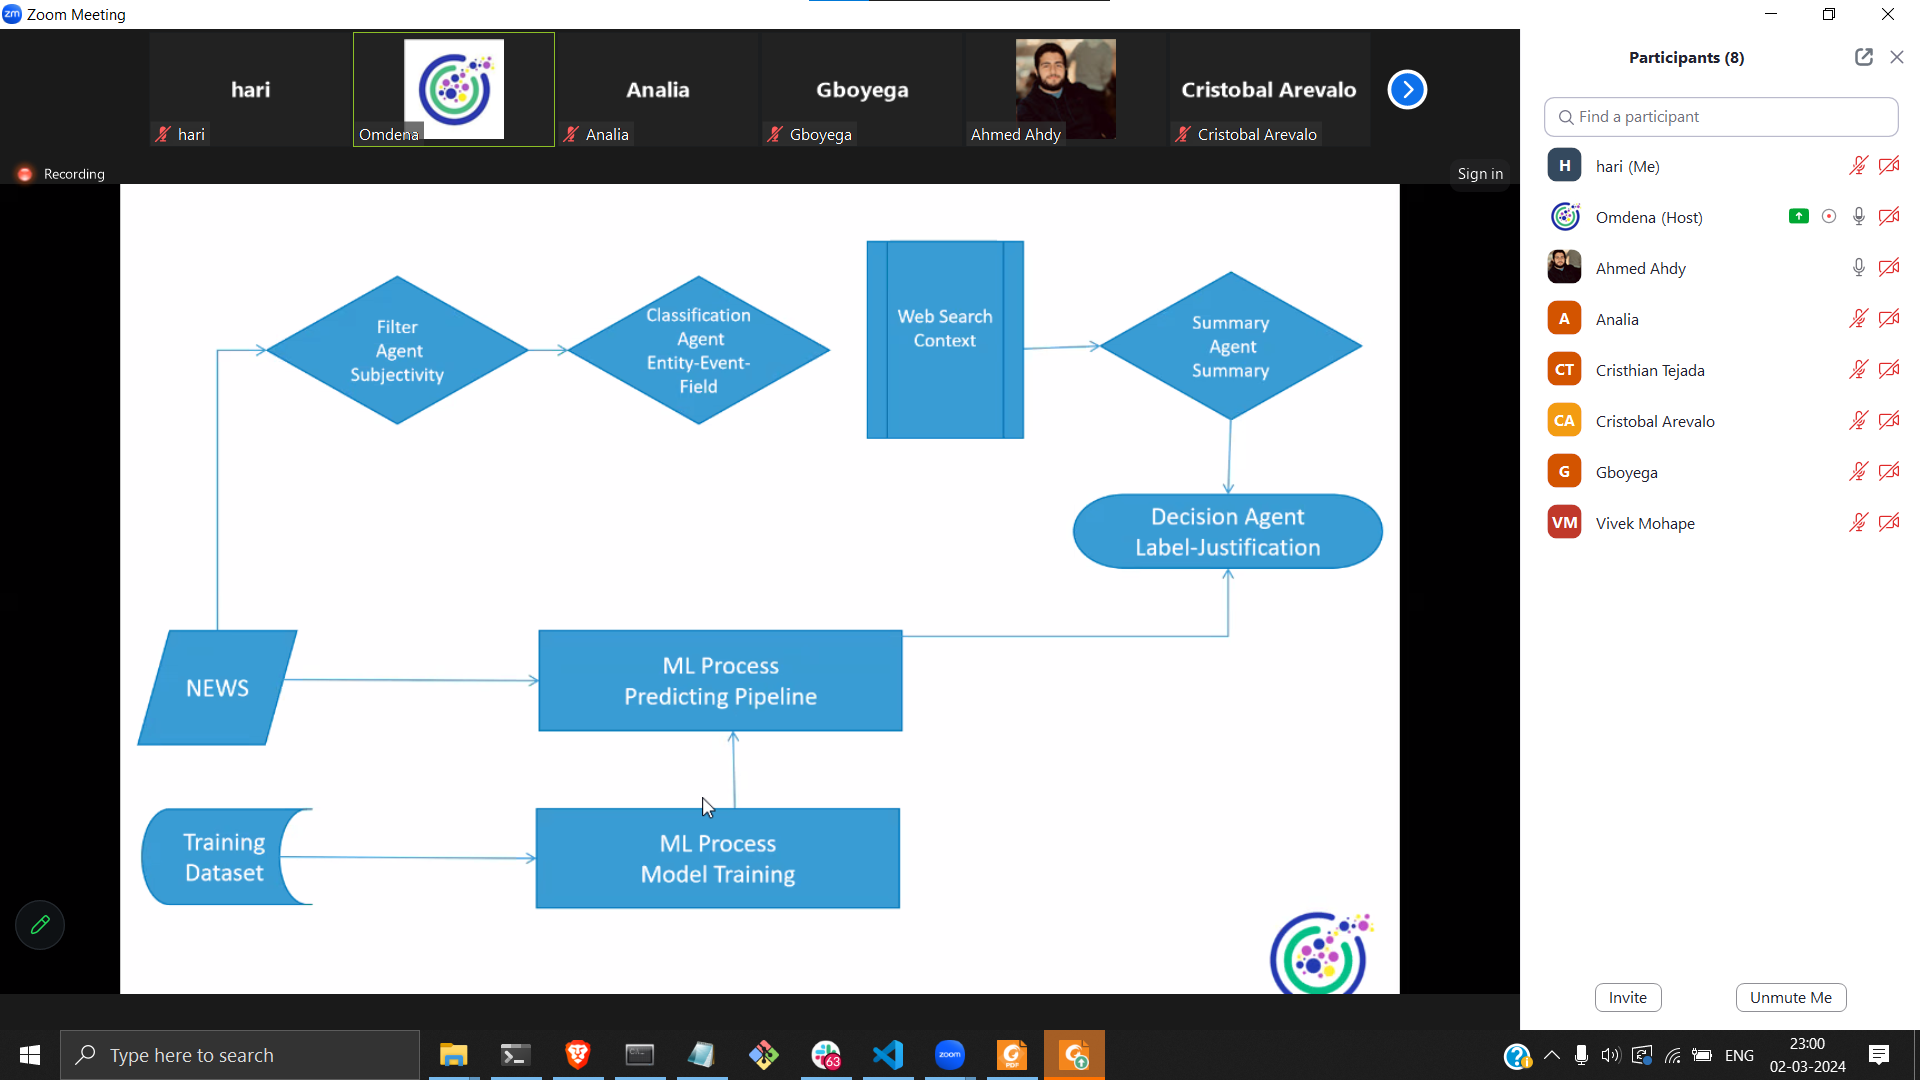 Zoom Meeting
hari
Analia
Gboyega
Cristobal Arevalo
hari
Omdena
Analia
Gboyega
Ahmed Ahdy
Cristobal Arevalo
Recording
Sign in
Filter
Agent
Subjectivity
Classification
Agent
Entity-Event-
Field
Web Search
Context
Summary
Agent
Summary
Decision Agent
Label-Justification
NEWS
ML Process
Predicting Pipeline
Training
Dataset
ML Process
Model Training
Participants (8)
Find a participant
H
hari (Me)
Omdena (Host)
Ahmed Ahdy
A
Analia
CT
Cristhian Tejada
CA
Cristobal Arevalo
G
Gboyega
VM
Vivek Mohape
Invite
Unmute Me
Type here to search
63
zoom
PDF
ENG
23:00
02-03-2024